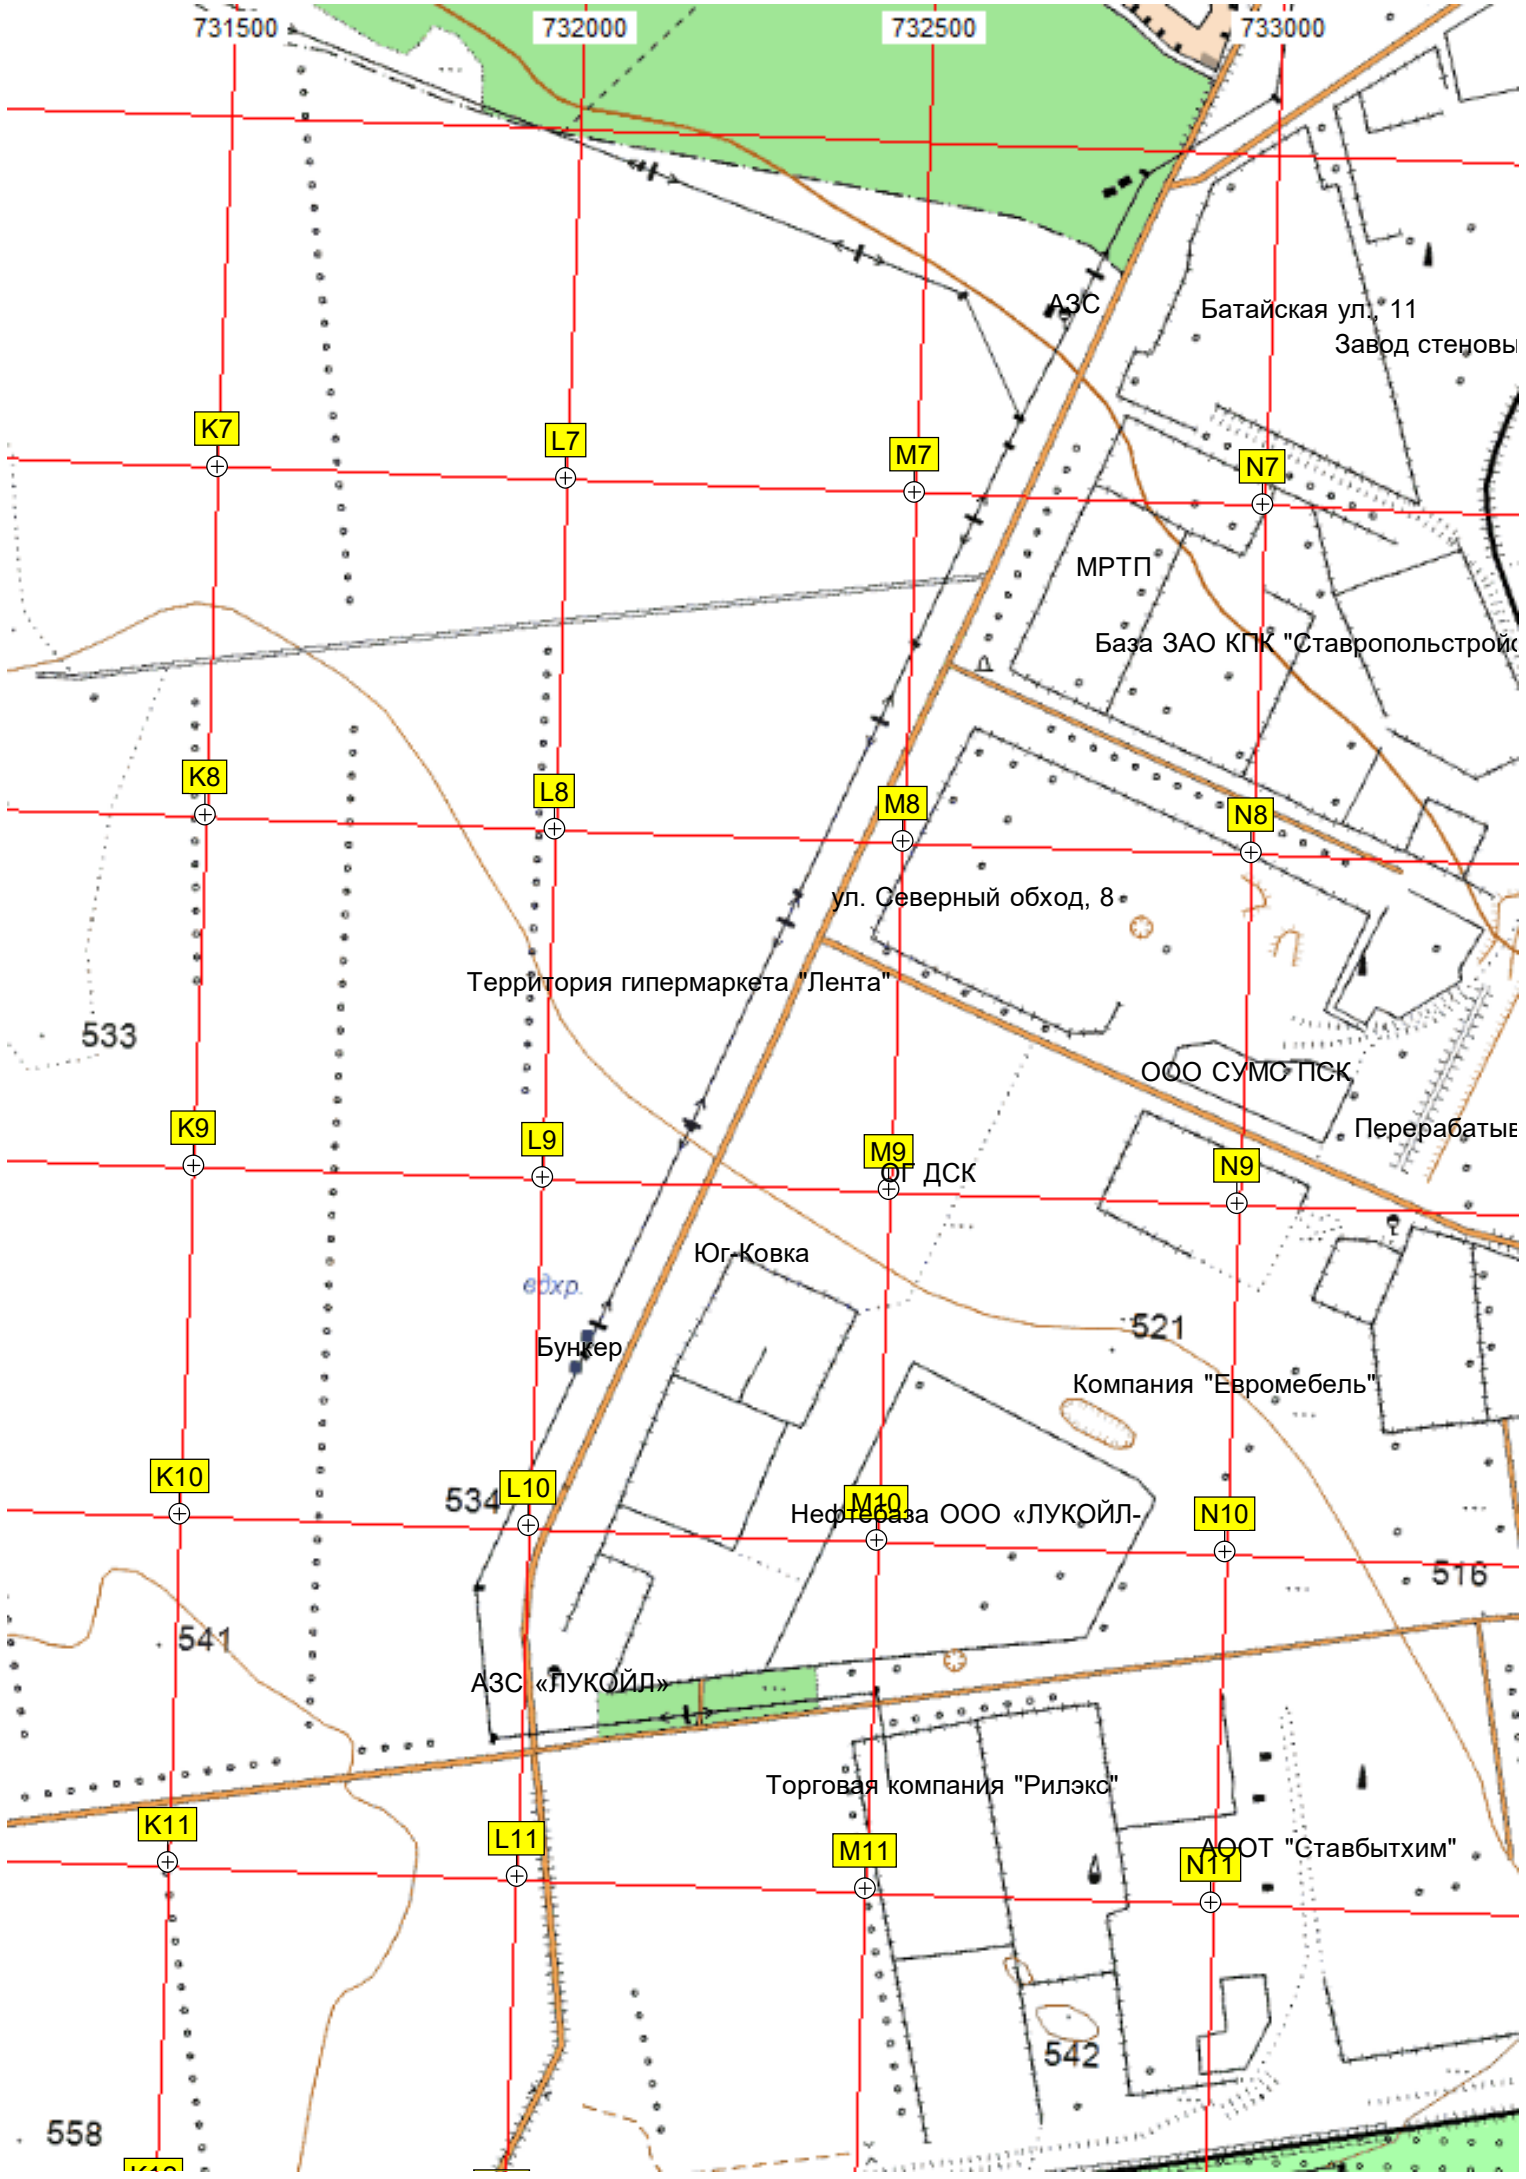 731500 732000 732500 733000
АЗС
Батайская ул., 11
Завод стеновы
K7 L7 M7 N7
МРТП
База ЗАО КПК "Ставропольстройс
K8 L8 M8 N8
ул. Северный обход, 8
Территория гипермаркета "Лента"
533
ООО СУМС ПСК
Перерабатыв
K9 L9 M9 N9
ОГ ДСК
Юг-Ковка
вдхр.
521
Бункер
Компания "Евромебель"
K10 L10 M10 N10
534
Нефтебаза ООО «ЛУКОЙЛ-
516
541
АЗС «ЛУКОЙЛ»
Торговая компания "Рилэкс"
K11 L11 M11 N11
АООТ "Ставбытхим"
542
558